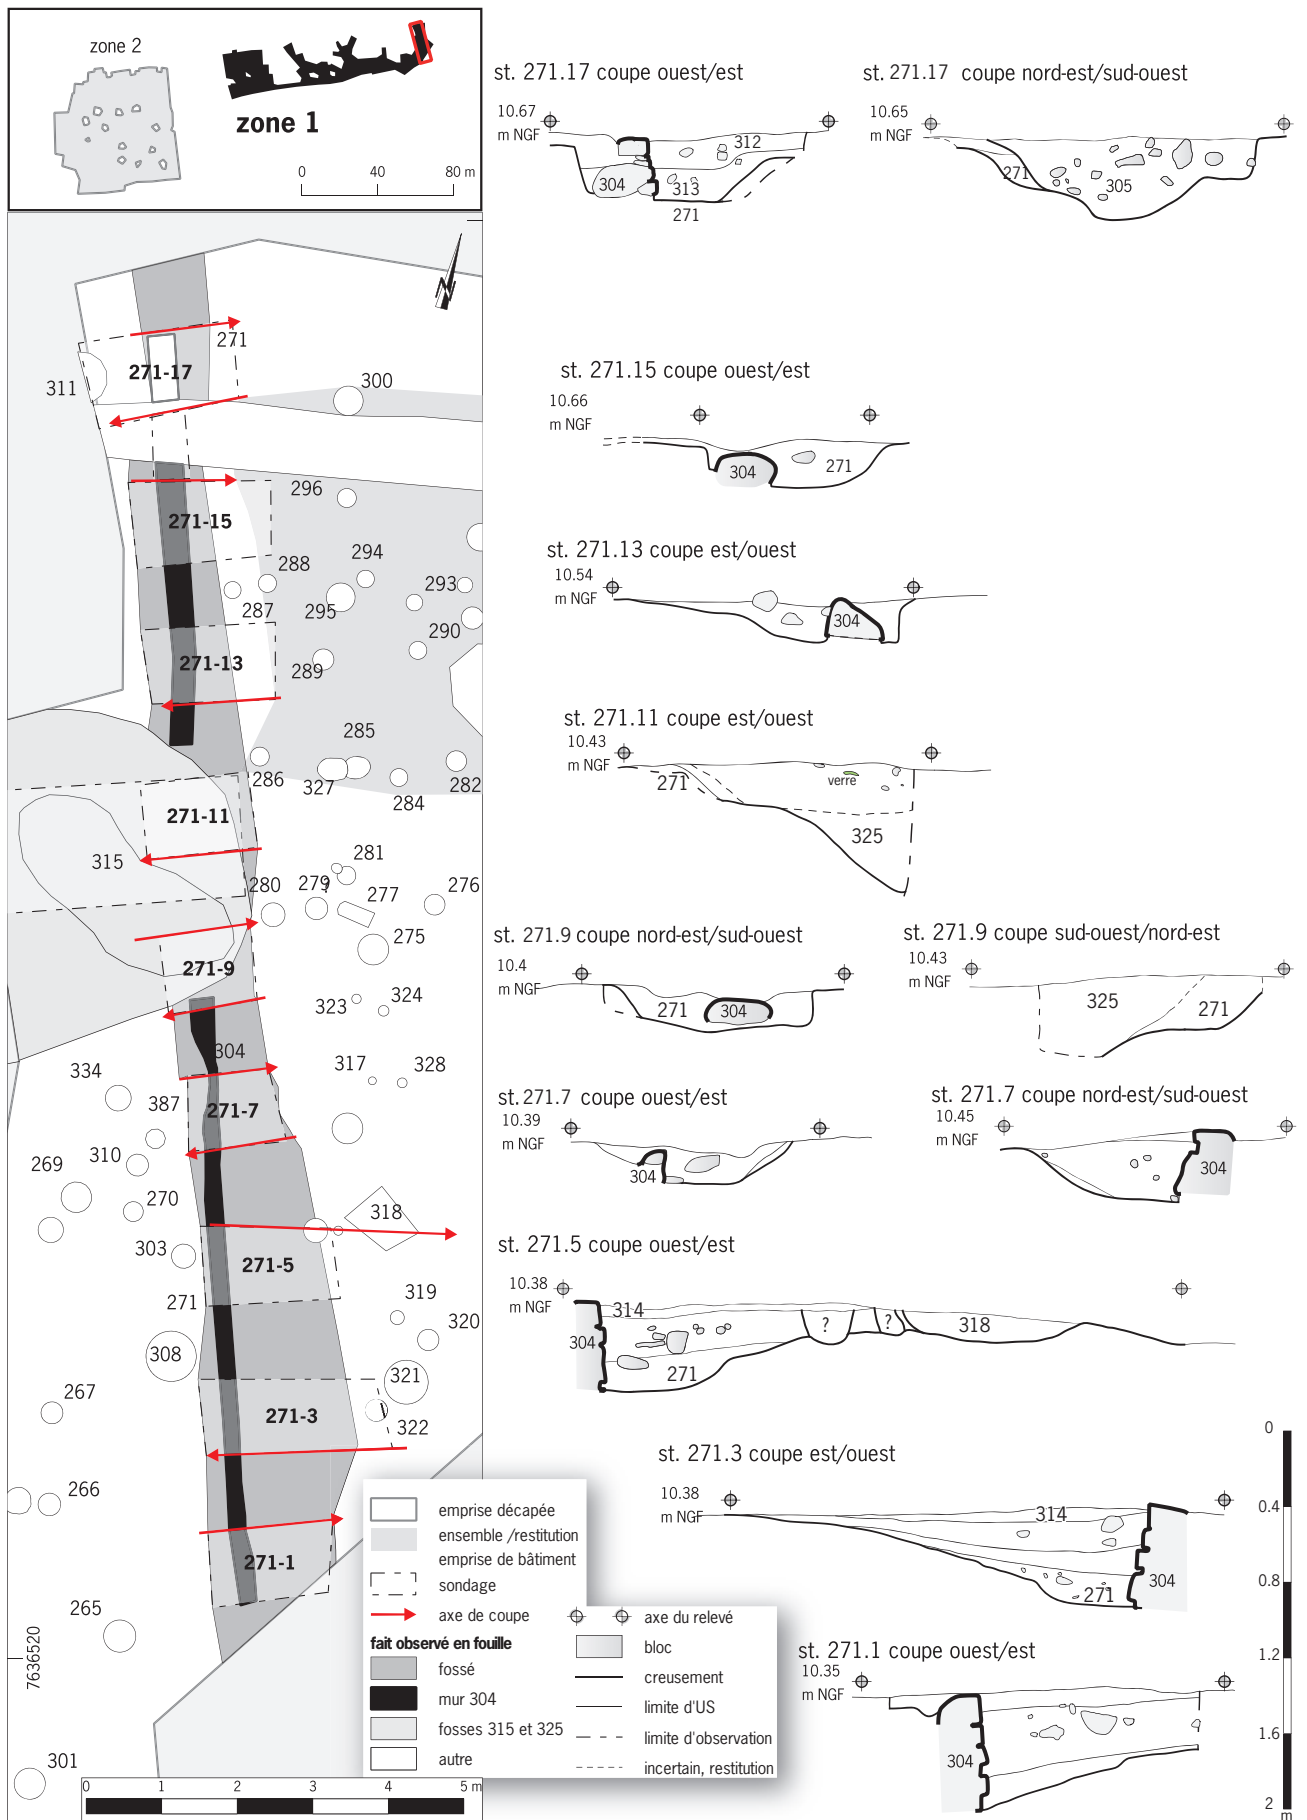 zone 2
zone 1
0 40 80 m
271
271-17
311
300
296
271-15
294
288
293
287
295
290
271-13
289
285
286
327
284
282
271-11
315
281
280
279
?
277
276
275
271-9
323
324
304
317
328
334
387
271-7
310
269
270
318
303
271-5
271
319
320
308
321
267
271-3
322
266
271-1
265
7636520
301
0 1 2 3 4 5 m
emprise décapée
ensemble /restitution
emprise de bâtiment
sondage
axe de coupe
fait observé en fouille
fossé
mur 304
fosses 315 et 325
autre
axe du relevé
bloc
creusement
limite d'US
limite d'observation
incertain, restitution
st. 271.17 coupe ouest/est
10.67
m NGF
312
304
313
271
st. 271.17 coupe nord-est/sud-ouest
10.65
m NGF
271
305
st. 271.15 coupe ouest/est
10.66
m NGF
304
271
st. 271.13 coupe est/ouest
10.54
m NGF
304
st. 271.11 coupe est/ouest
10.43
m NGF
271
verre
325
st. 271.9 coupe nord-est/sud-ouest
10.4
m NGF
271
304
st. 271.9 coupe sud-ouest/nord-est
10.43
m NGF
325
271
st. 271.7 coupe ouest/est
10.39
m NGF
304
st. 271.7 coupe nord-est/sud-ouest
10.45
m NGF
304
st. 271.5 coupe ouest/est
10.38
m NGF
314
304
?
?
318
271
st. 271.3 coupe est/ouest
10.38
m NGF
314
304
271
st. 271.1 coupe ouest/est
10.35
m NGF
304
0
0.4
0.8
1.2
1.6
2
m